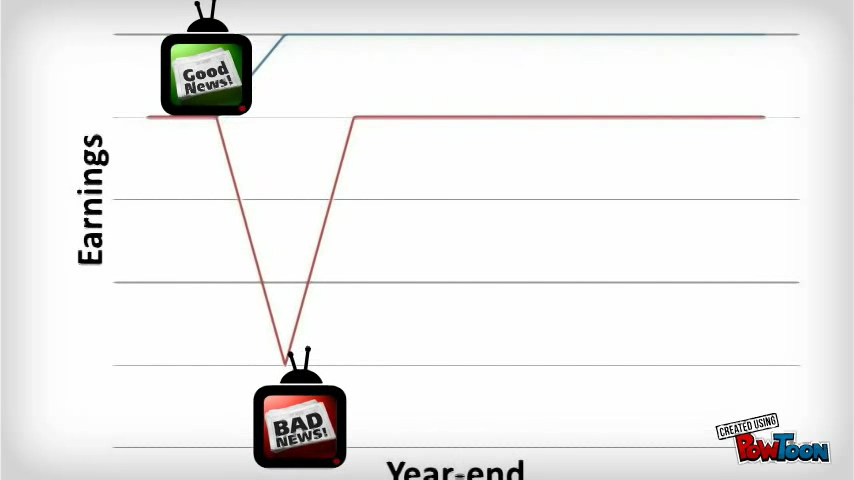 Good
News!
Earnings
BAD
NEWS!
Year-end
CREATED USING
POWTOON